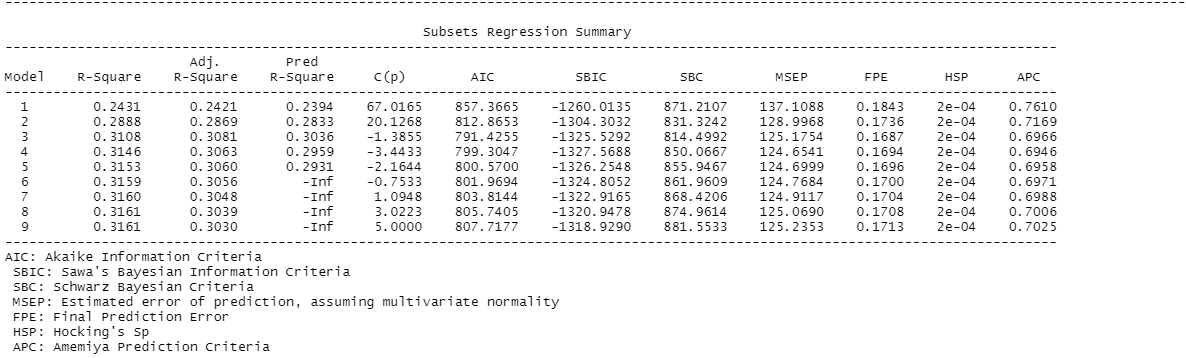 Subsets Regression Summary
Adj. Pred
Model R-Square R-Square R-Square C(p) AIC SBIC SBC MSEP FPE HSP APC
1 0.2431 0.2421 0.2394 67.0165 857.3665 -1260.0135 871.2107 137.1088 0.1843 2e-04 0.7610
2 0.2888 0.2869 0.2833 20.1268 812.8653 -1304.3032 831.3242 128.9968 0.1736 2e-04 0.7169
3 0.3108 0.3081 0.3036 -1.3855 791.4255 -1325.5292 814.4992 125.1754 0.1687 2e-04 0.6966
4 0.3146 0.3063 0.2959 -3.4433 799.3047 -1327.5688 850.0667 124.6541 0.1694 2e-04 0.6946
5 0.3153 0.3060 0.2931 -2.1644 800.5700 -1326.2548 855.9467 124.6999 0.1696 2e-04 0.6958
6 0.3159 0.3056 -Inf -0.7533 801.9694 -1324.8052 861.9609 124.7684 0.1700 2e-04 0.6971
7 0.3160 0.3048 -Inf 1.0948 803.8144 -1322.9165 868.4206 124.9117 0.1704 2e-04 0.6988
8 0.3161 0.3039 -Inf 3.0223 805.7405 -1320.9478 874.9614 125.0690 0.1708 2e-04 0.7006
9 0.3161 0.3030 -Inf 5.0000 807.7177 -1318.9290 881.5533 125.2353 0.1713 2e-04 0.7025
AIC: Akaike Information Criteria
SBIC: Sawa's Bayesian Information Criteria
SBC: Schwarz Bayesian Criteria
MSEP: Estimated error of prediction, assuming multivariate normality
FPE: Final Prediction Error
HSP: Hocking's Sp
APC: Amemiya Prediction Criteria